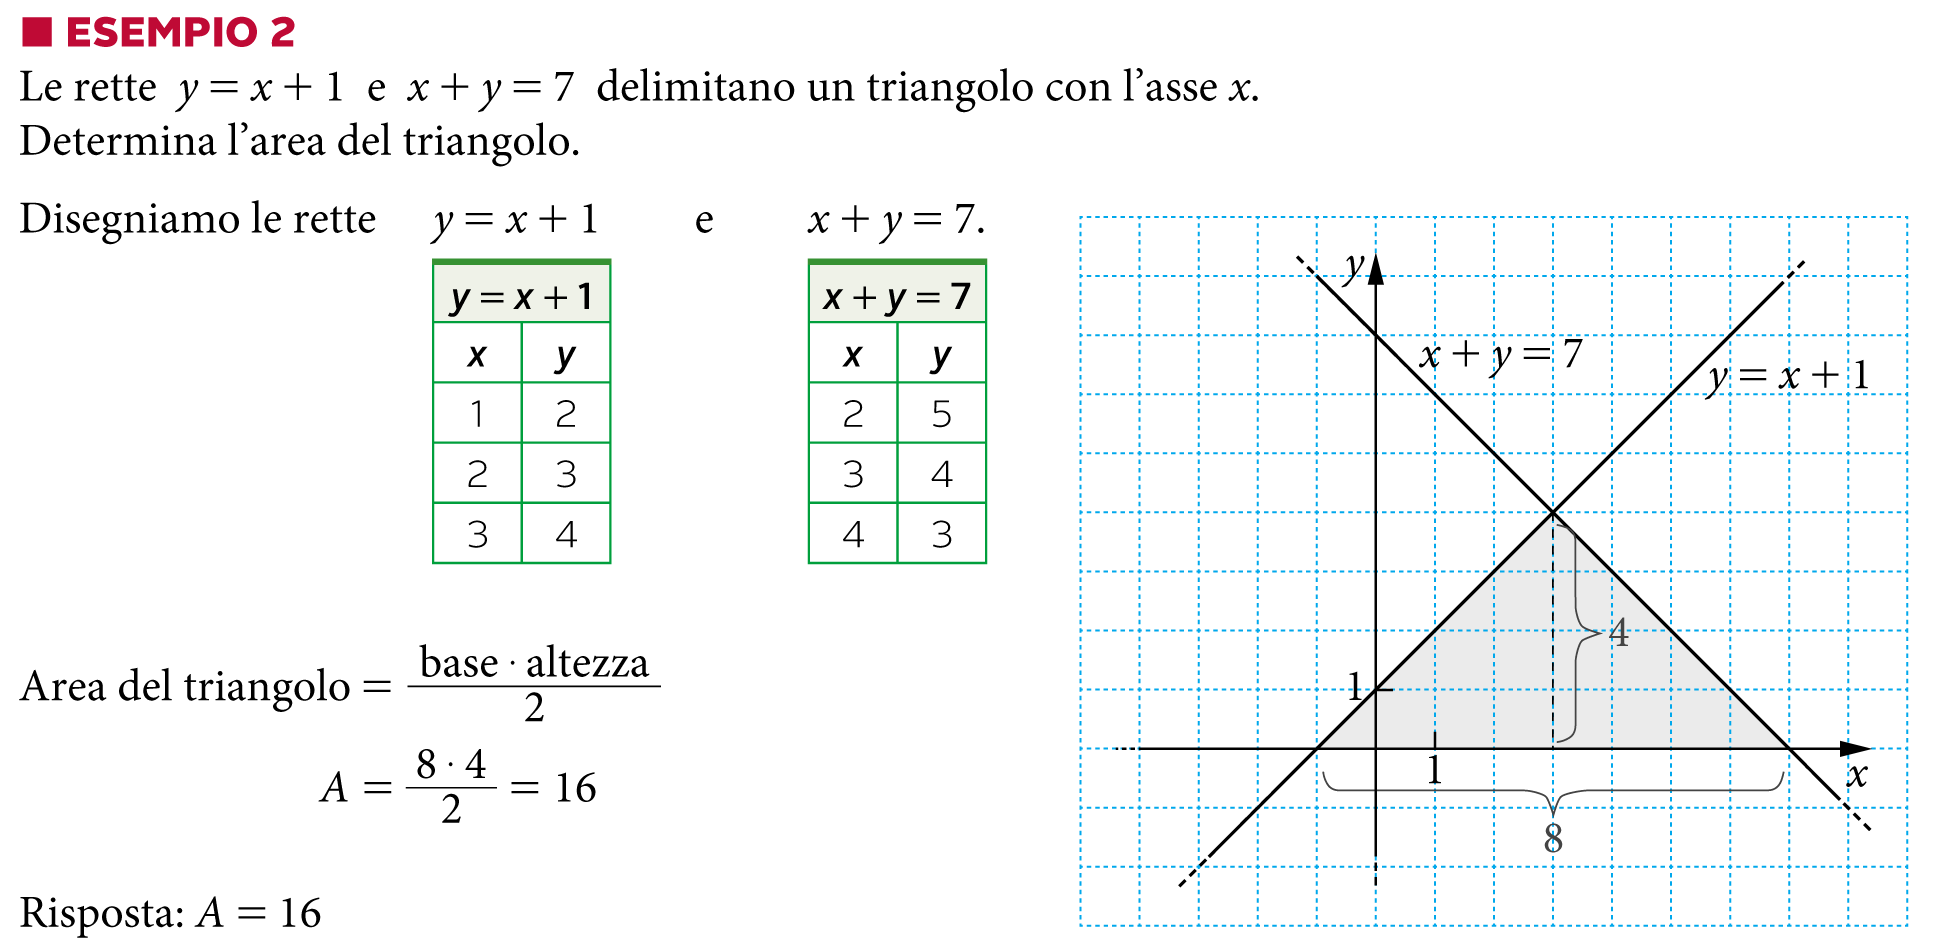 ESEMPIO 2
Le rette y = x + 1 e x + y = 7 delimitano un triangolo con l’asse x.
Determina l’area del triangolo.
Disegniamo le rette y = x + 1 e x + y = 7.
y = x + 1
x y
1 2
2 3
3 4
x + y = 7
x y
2 5
3 4
4 3
Area del triangolo = base · altezza / 2
A = 8 · 4 / 2 = 16
Risposta: A = 16
y
x + y = 7
y = x + 1
4
1
1
x
8